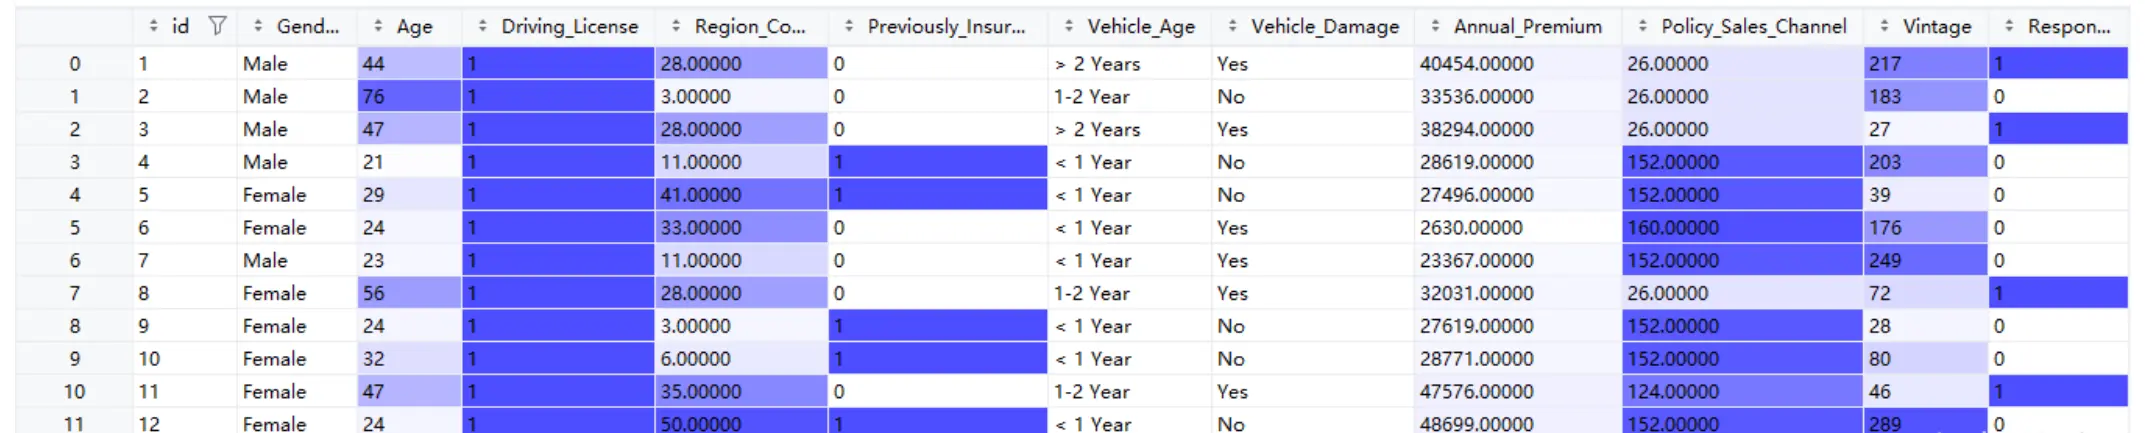 id Gend... Age Driving_License Region_Co... Previously_Insur... Vehicle_Age Vehicle_Damage Annual_Premium Policy_Sales_Channel Vintage Respon...
0 1 Male 44 1 28.00000 0 > 2 Years Yes 40454.00000 26.00000 217 1
1 2 Male 76 1 3.00000 0 1-2 Year No 33536.00000 26.00000 183 0
2 3 Male 47 1 28.00000 0 > 2 Years Yes 38294.00000 26.00000 27 1
3 4 Male 21 1 11.00000 1 < 1 Year No 28619.00000 152.00000 203 0
4 5 Female 29 1 41.00000 1 < 1 Year No 27496.00000 152.00000 39 0
5 6 Female 24 1 33.00000 0 < 1 Year Yes 2630.00000 160.00000 176 0
6 7 Male 23 1 11.00000 0 < 1 Year Yes 23367.00000 152.00000 249 0
7 8 Female 56 1 28.00000 0 1-2 Year Yes 32031.00000 26.00000 72 1
8 9 Female 24 1 3.00000 1 < 1 Year No 27619.00000 152.00000 28 0
9 10 Female 32 1 6.00000 1 < 1 Year No 28771.00000 152.00000 80 0
10 11 Female 47 1 35.00000 0 1-2 Year Yes 47576.00000 124.00000 46 1
11 12 Female 24 1 50.00000 1 < 1 Year No 48699.00000 152.00000 289 0